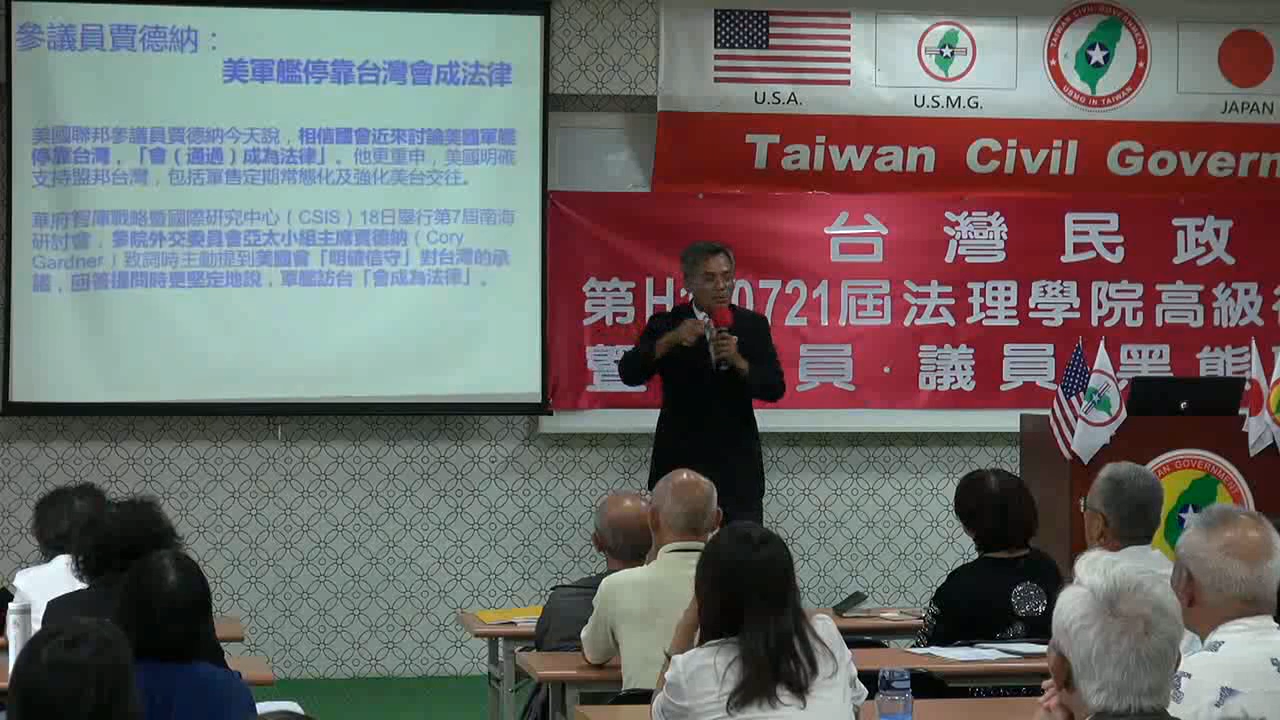 參議員賈德納：
美軍艦停靠台灣會成法律
美國聯邦參議員賈德納今天說，相信國會近來討論美國軍艦
停靠台灣，「會（通過）成為法律」。他更重申，美國明確
支持盟邦台灣，包括軍售定期常態化及強化美台交往。
華府智庫戰略暨國際研究中心（CSIS）18日舉行第7屆南海
研討會，參院外交委員會亞太小組主席賈德納（Cory
Gardner）致詞時主動提到美國會「明確信守」對台灣的承
諾，回答提問時更堅定地說，軍艦訪台「會成為法律」。
U.S.A.
U.S.M.G.
TAIWAN CIVIL GOVERNMENT
USMG IN TAIWAN
JAPAN
Taiwan Civil Govern
台灣民政
第H 0721屆法理學院高級
暨 員·議員
GOVERNMENT